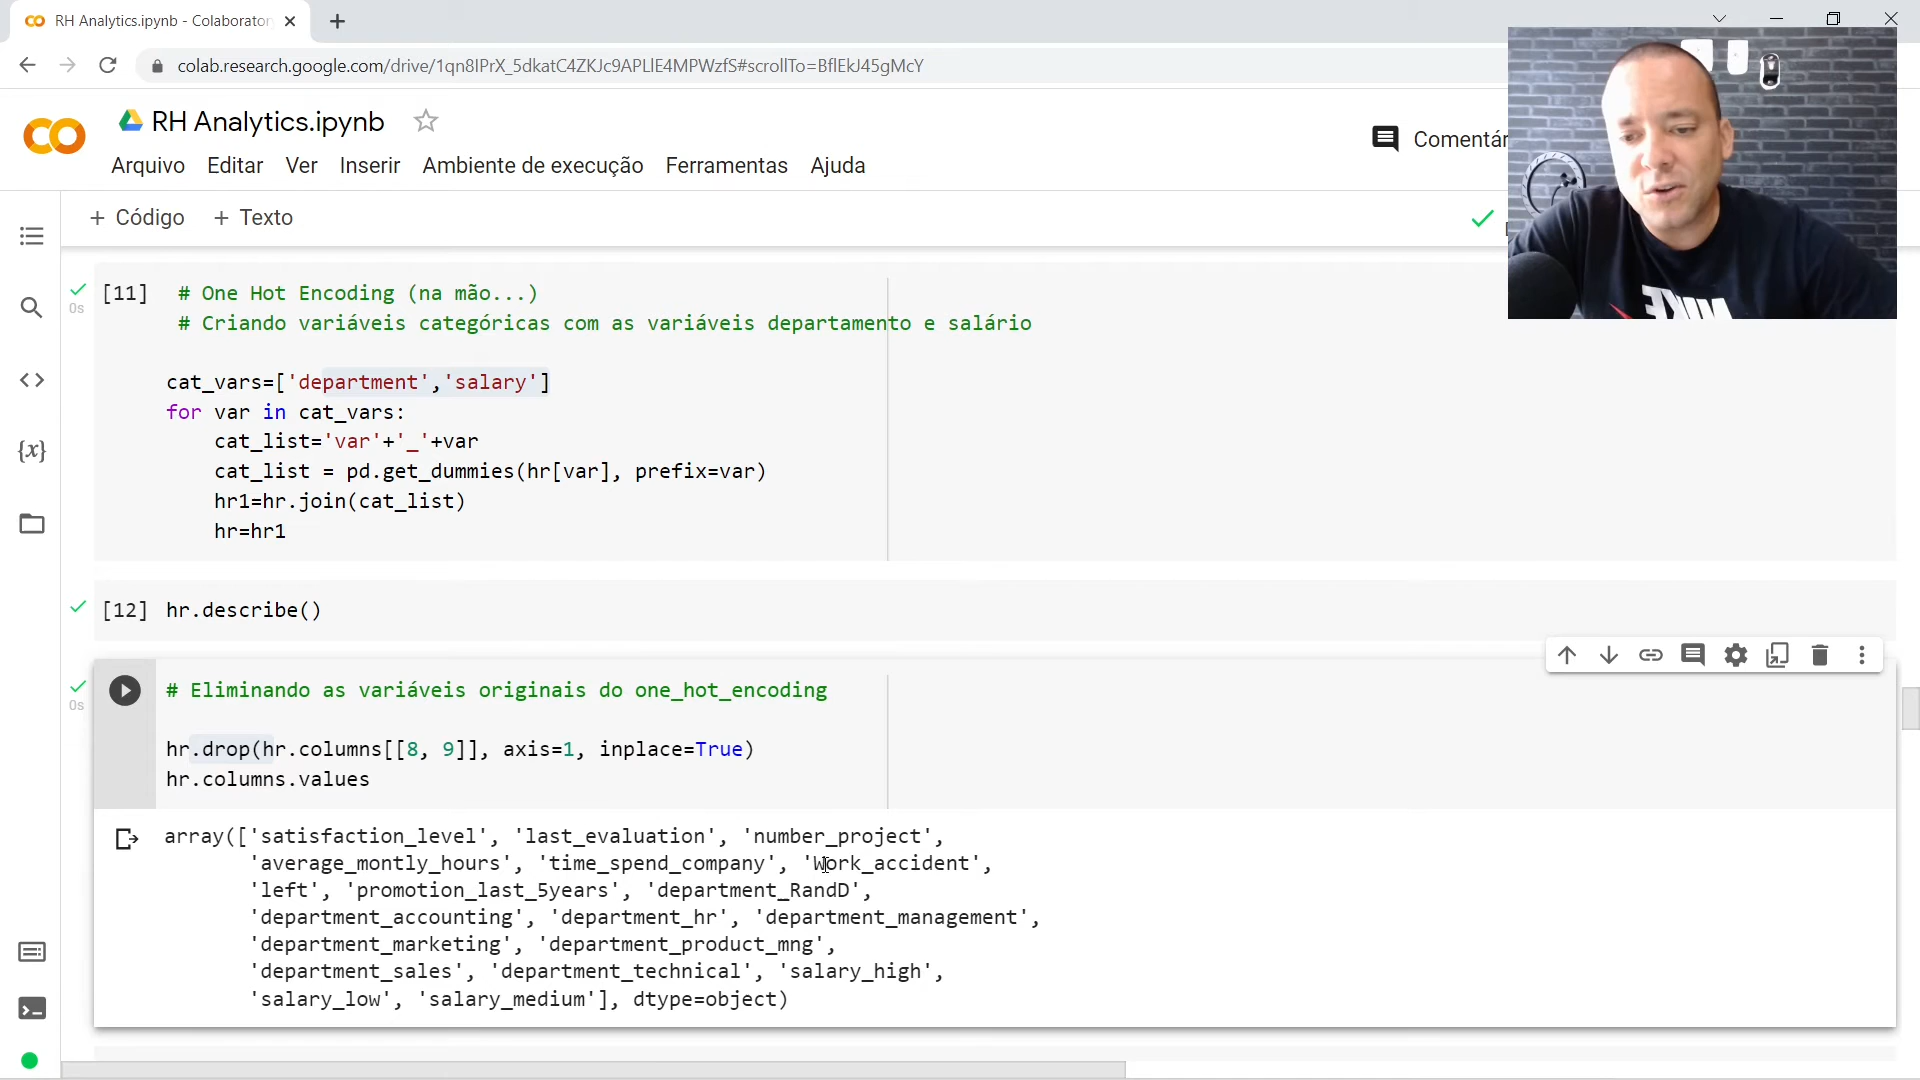 RH Analytics.ipynb - Colaborator
colab.research.google.com/drive/1qn8IPrX_5dkatC4ZKJc9APLlE4MPWzfS#scrollTo=BflEkJ45gMcY
RH Analytics.ipynb
Comentár
Arquivo Editar Ver Inserir Ambiente de execução Ferramentas Ajuda
+ Código + Texto
[11] # One Hot Encoding (na mão...)
0s
# Criando variáveis categóricas com as variáveis departamento e salário
cat_vars=['department','salary']
for var in cat_vars:
cat_list='var'+'_'+var
cat_list = pd.get_dummies(hr[var], prefix=var)
hr1=hr.join(cat_list)
hr=hr1
[12] hr.describe()
# Eliminando as variáveis originais do one_hot_encoding
0s
hr.drop(hr.columns[[8, 9]], axis=1, inplace=True)
hr.columns.values
array(['satisfaction_level', 'last_evaluation', 'number_project',
'average_montly_hours', 'time_spend_company', 'Work_accident',
'left', 'promotion_last_5years', 'department_RandD',
'department_accounting', 'department_hr', 'department_management',
'department_marketing', 'department_product_mng',
'department_sales', 'department_technical', 'salary_high',
'salary_low', 'salary_medium'], dtype=object)